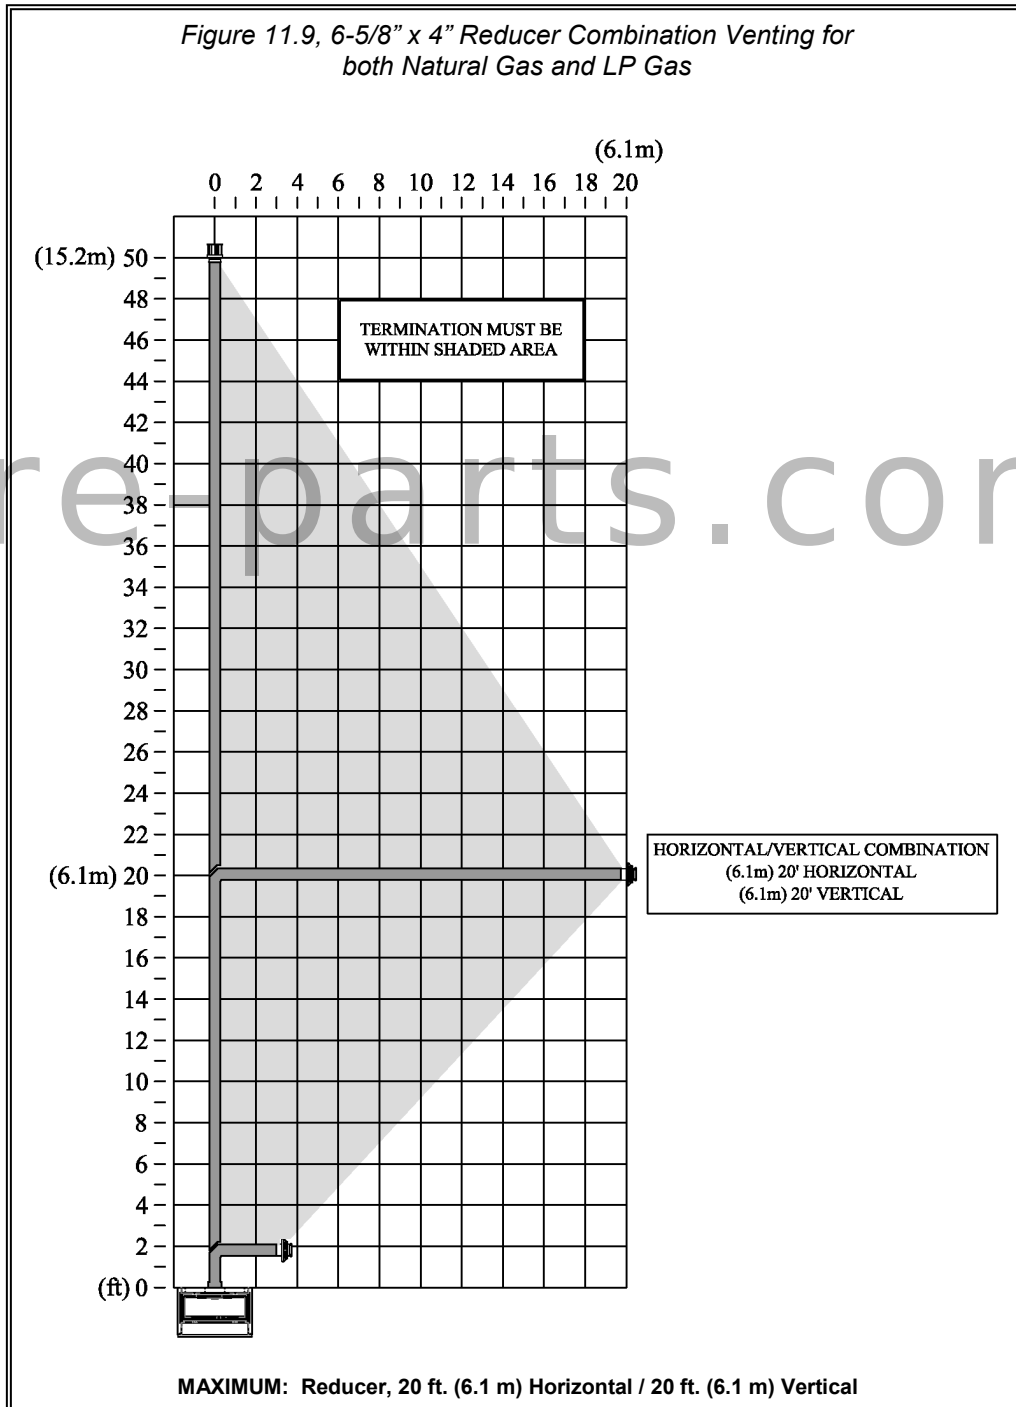 Figure 11.9, 6-5/8” x 4” Reducer Combination Venting for
both Natural Gas and LP Gas
(6.1m)
0 2 4 6 8 10 12 14 16 18 20
(15.2m) 50
48
TERMINATION MUST BE
WITHIN SHADED AREA
46
44
42
40
re-parts.com
38
36
34
32
30
28
26
24
22
HORIZONTAL/VERTICAL COMBINATION
(6.1m) 20' HORIZONTAL
(6.1m) 20' VERTICAL
(6.1m) 20
18
16
14
12
10
8
6
4
2
(ft) 0
MAXIMUM: Reducer, 20 ft. (6.1 m) Horizontal / 20 ft. (6.1 m) Vertical